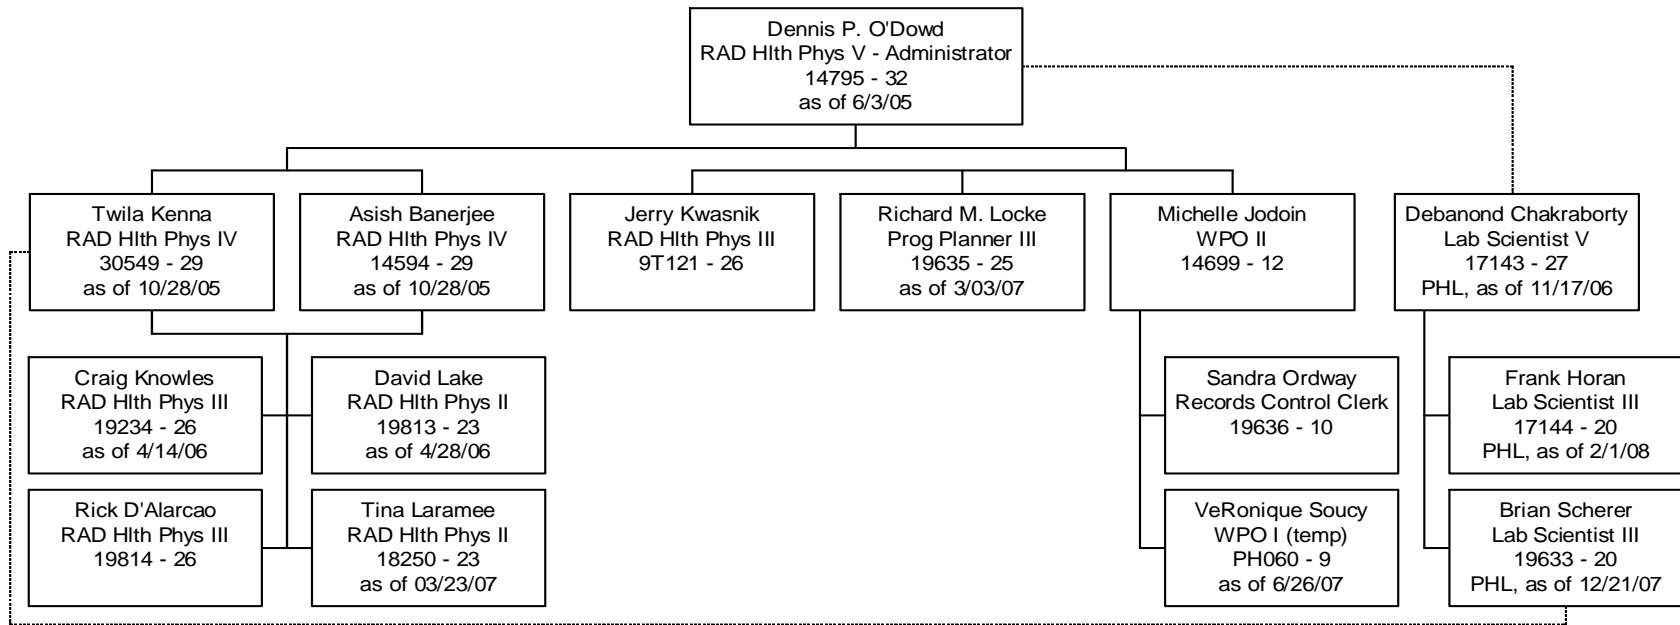 Dennis P. O'Dowd
RAD Hlth Phys V - Administrator
14795 - 32
as of 6/3/05
Twila Kenna
RAD Hlth Phys IV
30549 - 29
as of 10/28/05
Asish Banerjee
RAD Hlth Phys IV
14594 - 29
as of 10/28/05
Jerry Kwasnik
RAD Hlth Phys III
9T121 - 26
Richard M. Locke
Prog Planner III
19635 - 25
as of 3/03/07
Michelle Jodoin
WPO II
14699 - 12
Debanond Chakraborty
Lab Scientist V
17143 - 27
PHL, as of 11/17/06
Craig Knowles
RAD Hlth Phys III
19234 - 26
as of 4/14/06
David Lake
RAD Hlth Phys II
19813 - 23
as of 4/28/06
Sandra Ordway
Records Control Clerk
19636 - 10
Frank Horan
Lab Scientist III
17144 - 20
PHL, as of 2/1/08
Rick D'Alarcao
RAD Hlth Phys III
19814 - 26
Tina Laramee
RAD Hlth Phys II
18250 - 23
as of 03/23/07
VeRonique Soucy
WPO I (temp)
PH060 - 9
as of 6/26/07
Brian Scherer
Lab Scientist III
19633 - 20
PHL, as of 12/21/07